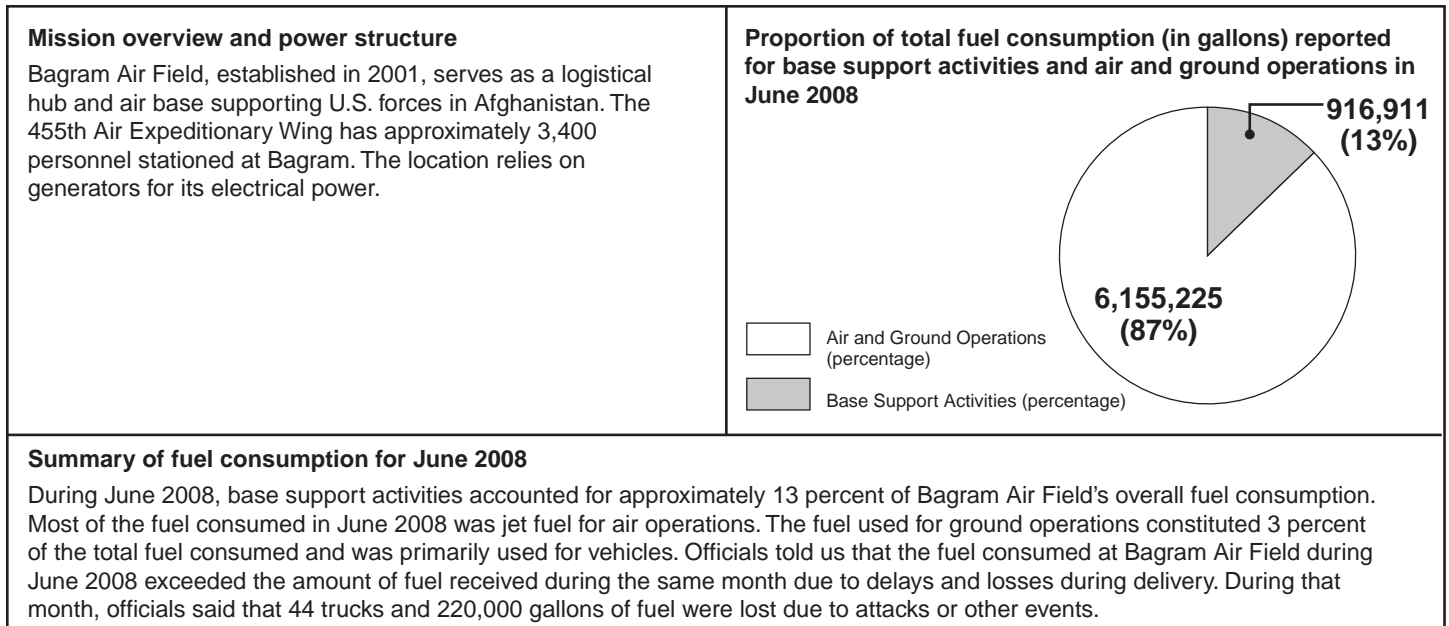 Mission overview and power structure
Bagram Air Field, established in 2001, serves as a logistical
hub and air base supporting U.S. forces in Afghanistan. The
455th Air Expeditionary Wing has approximately 3,400
personnel stationed at Bagram. The location relies on
generators for its electrical power.
Proportion of total fuel consumption (in gallons) reported
for base support activities and air and ground operations in
June 2008
916,911
(13%)
6,155,225
(87%)
Air and Ground Operations
(percentage)
Base Support Activities (percentage)
Summary of fuel consumption for June 2008
During June 2008, base support activities accounted for approximately 13 percent of Bagram Air Field's overall fuel consumption.
Most of the fuel consumed in June 2008 was jet fuel for air operations. The fuel used for ground operations constituted 3 percent
of the total fuel consumed and was primarily used for vehicles. Officials told us that the fuel consumed at Bagram Air Field during
June 2008 exceeded the amount of fuel received during the same month due to delays and losses during delivery. During that
month, officials said that 44 trucks and 220,000 gallons of fuel were lost due to attacks or other events.